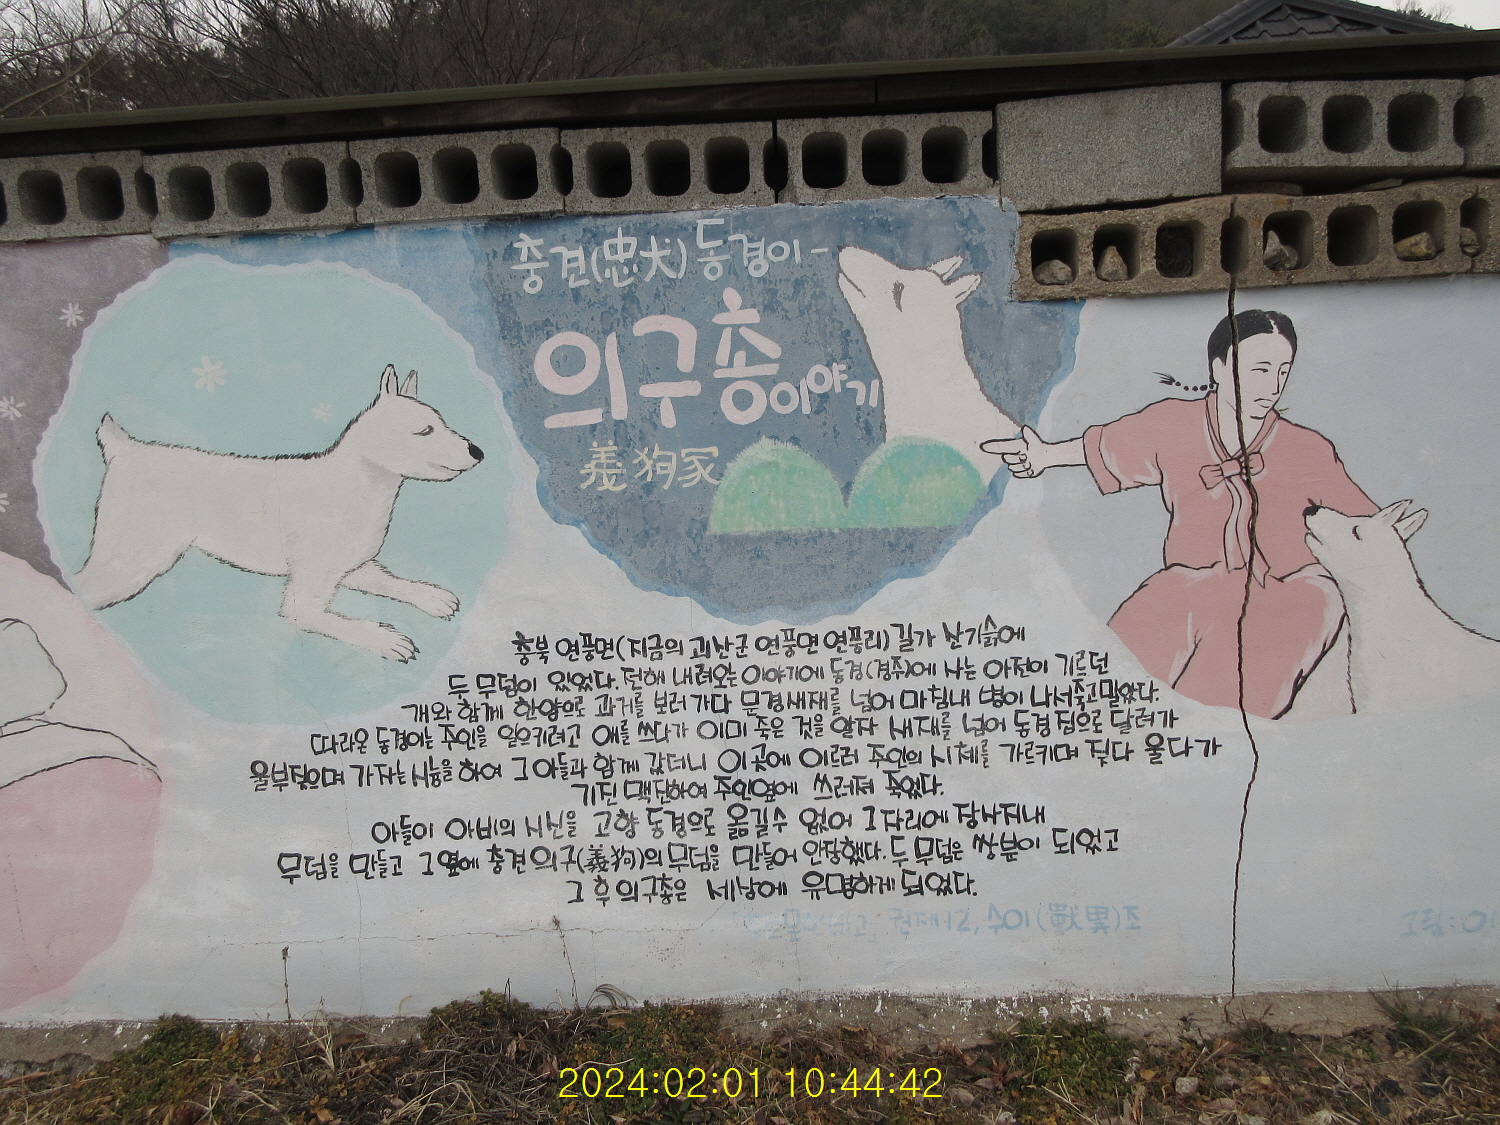 충견(忠犬) 동경이 -
의구총 이야기
義狗冢
충북 연풍면(지금의 괴산군 연풍면 연풍리) 길가 산기슭에
두 무덤이 있었다. 전해 내려오는 이야기에 동경(경주)에 사는 아전이 기르던
개와 함께 한양으로 과거를 보러 가다 문경새재를 넘어 마침내 병이 나서 죽고 말았다.
따라온 동경이는 주인을 일으키려고 애를 쓰다가 이미 죽은 것을 알자 새재를 넘어 동경 집으로 달려가
울부짖으며 가자는 시늉을 하여 그 아들과 함께 갔더니 이곳에 이르러 주인의 시체를 가르키며 짖다 울다가
기진 맥진하여 주인옆에 쓰러져 죽었다.
아들이 아비의 시신을 고향 동경으로 옮길수 없어 그자리에 장사지내
무덤을 만들고 그 옆에 충견 의구(義狗)의 무덤을 만들어 안장했다. 두 무덤은 쌍분이 되었고
그 후 의구총은 세상에 유명하게 되었다.
권제12, 수이(獸異)조
그림:
2024:02:01 10:44:42